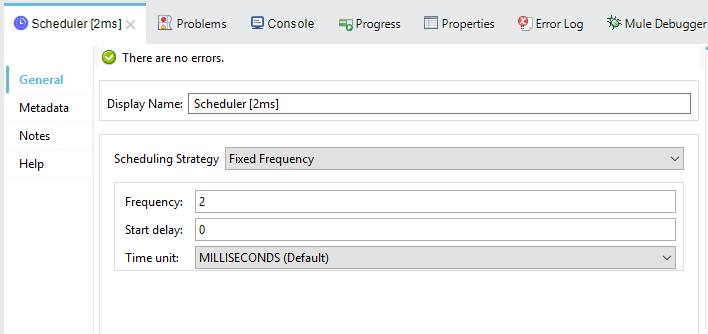 Scheduler [2ms] Problems Console Progress Properties Error Log Mule Debugger
There are no errors.
General
Metadata
Notes
Help
Display Name: Scheduler [2ms]
Scheduling Strategy Fixed Frequency
Frequency: 2
Start delay: 0
Time unit: MILLISECONDS (Default)